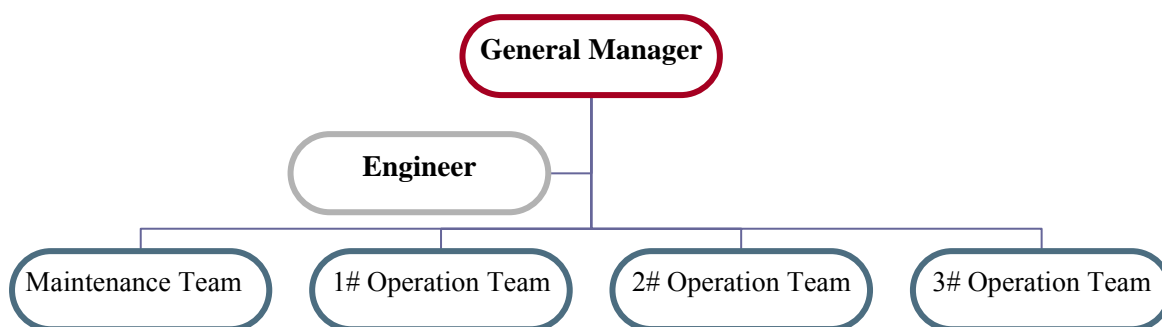 General Manager
Engineer
Maintenance Team
1# Operation Team
2# Operation Team
3# Operation Team